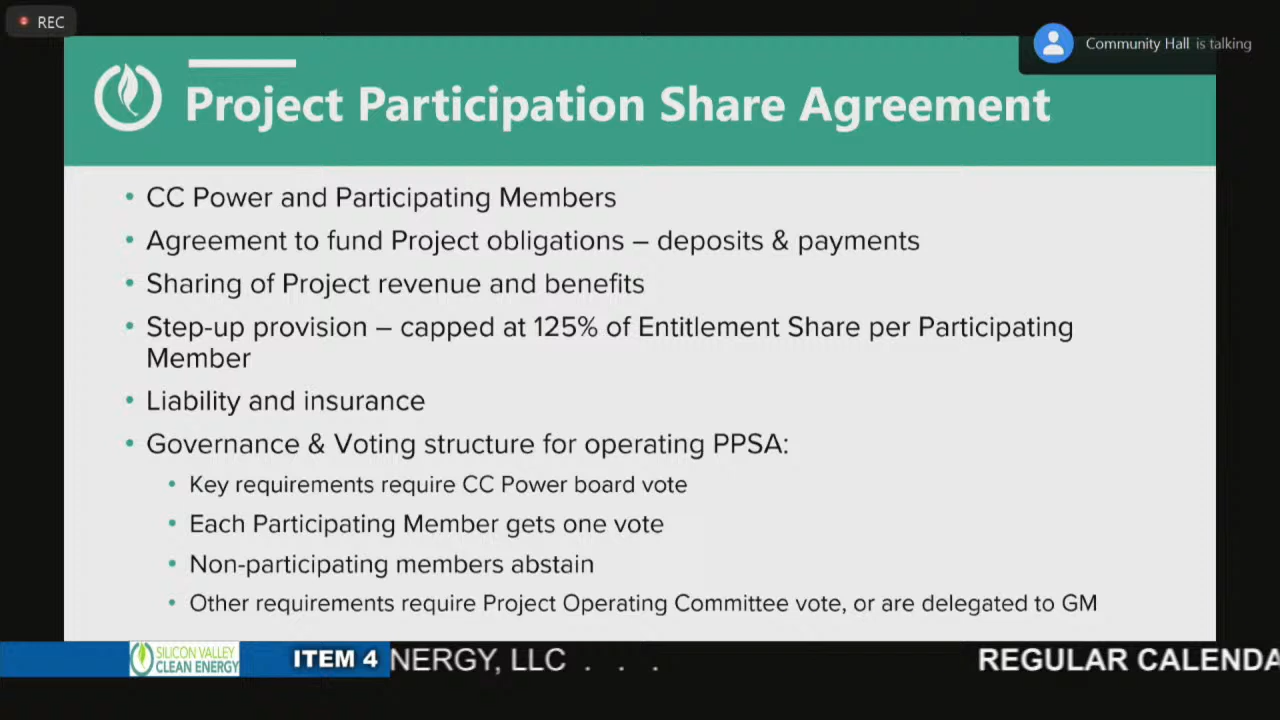 REC
Community Hall is talking
Project Participation Share Agreement
• CC Power and Participating Members
• Agreement to fund Project obligations – deposits & payments
• Sharing of Project revenue and benefits
• Step-up provision – capped at 125% of Entitlement Share per Participating
Member
• Liability and insurance
• Governance & Voting structure for operating PPSA:
• Key requirements require CC Power board vote
• Each Participating Member gets one vote
• Non-participating members abstain
• Other requirements require Project Operating Committee vote, or are delegated to GM
SILICON VALLEY
CLEAN ENERGY
ITEM 4
NERGY, LLC . . .
REGULAR CALENDA